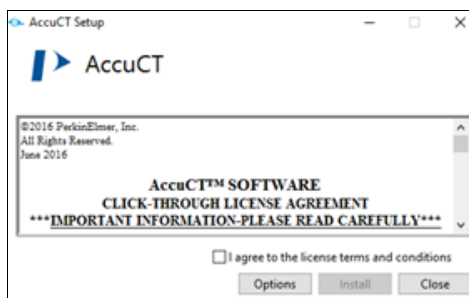 AccuCT Setup
AccuCT
©2016 PerkinElmer, Inc.
All Rights Reserved.
June 2016
AccuCT™ SOFTWARE
CLICK-THROUGH LICENSE AGREEMENT
***IMPORTANT INFORMATION-PLEASE READ CAREFULLY***
I agree to the license terms and conditions
Options Install Close